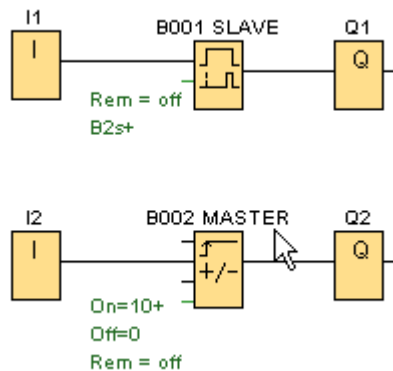 I1 B001 SLAVE Q1
I Q
Rem = off
B2s+
I2 B002 MASTER Q2
I +/- Q
On=10+
Off=0
Rem = off